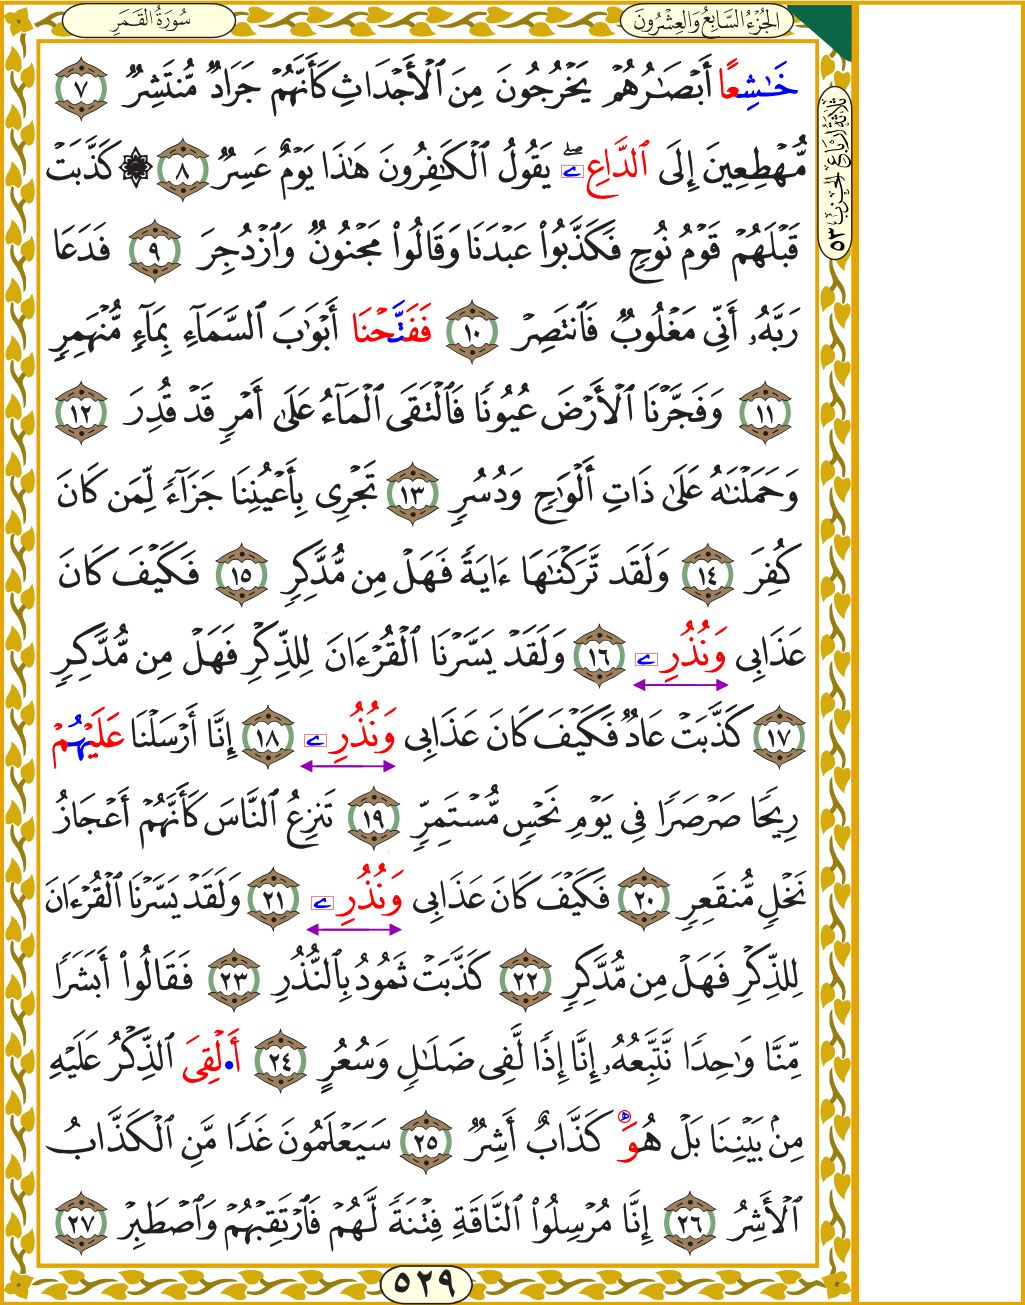 سُورَةُ القَمَرِ
الجُزْءُ السَّابِعُ وَالعِشْرُونَ
ثَلَاثَةُ أَرْبَاعِ الحِزْبِ ٥٣
خَٰشِعًا أَبْصَٰرُهُمْ يَخْرُجُونَ مِنَ ٱلْأَجْدَاثِ كَأَنَّهُمْ جَرَادٌ مُّنتَشِرٌ ٧
مُّهْطِعِينَ إِلَى ٱلدَّاعِۦ يَقُولُ ٱلْكَٰفِرُونَ هَٰذَا يَوْمٌ عَسِرٌ ٨ ۞ كَذَّبَتْ
قَبْلَهُمْ قَوْمُ نُوحٍ فَكَذَّبُوا۟ عَبْدَنَا وَقَالُوا۟ مَجْنُونٌ وَٱزْدُجِرَ ٩ فَدَعَا
رَبَّهُۥ أَنِّى مَغْلُوبٌ فَٱنتَصِرْ ١٠ فَفَتَّحْنَا أَبْوَٰبَ ٱلسَّمَآءِ بِمَآءٍ مُّنْهَمِرٍ
١١ وَفَجَّرْنَا ٱلْأَرْضَ عُيُونًا فَٱلْتَقَى ٱلْمَآءُ عَلَىٰٓ أَمْرٍ قَدْ قُدِرَ ١٢
وَحَمَلْنَٰهُ عَلَىٰ ذَاتِ أَلْوَٰحٍ وَدُسُرٍ ١٣ تَجْرِى بِأَعْيُنِنَا جَزَآءً لِّمَن كَانَ
كُفِرَ ١٤ وَلَقَد تَّرَكْنَٰهَآ ءَايَةً فَهَلْ مِن مُّدَّكِرٍ ١٥ فَكَيْفَ كَانَ
عَذَابِى وَنُذُرِۦ ١٦ وَلَقَدْ يَسَّرْنَا ٱلْقُرْءَانَ لِلذِّكْرِ فَهَلْ مِن مُّدَّكِرٍ
١٧ كَذَّبَتْ عَادٌ فَكَيْفَ كَانَ عَذَابِى وَنُذُرِۦ ١٨ إِنَّآ أَرْسَلْنَا عَلَيْهُمْ
رِيحًا صَرْصَرًا فِى يَوْمِ نَحْسٍ مُّسْتَمِرٍّ ١٩ تَنزِعُ ٱلنَّاسَ كَأَنَّهُمْ أَعْجَازُ
نَخْلٍ مُّنقَعِرٍ ٢٠ فَكَيْفَ كَانَ عَذَابِى وَنُذُرِۦ ٢١ وَلَقَدْ يَسَّرْنَا ٱلْقُرْءَانَ
لِلذِّكْرِ فَهَلْ مِن مُّدَّكِرٍ ٢٢ كَذَّبَتْ ثَمُودُ بِٱلنُّذُرِ ٢٣ فَقَالُوٓا۟ أَبَشَرًا
مِّنَّا وَٰحِدًا نَّتَّبِعُهُۥٓ إِنَّآ إِذًا لَّفِى ضَلَٰلٍ وَسُعُرٍ ٢٤ أَ•لْقِىَ ٱلذِّكْرُ عَلَيْهِ
مِنۢ بَيْنِنَا بَلْ هُوَ كَذَّابٌ أَشِرٌ ٢٥ سَيَعْلَمُونَ غَدًا مَّنِ ٱلْكَذَّابُ
ٱلْأَشِرُ ٢٦ إِنَّا مُرْسِلُوا۟ ٱلنَّاقَةِ فِتْنَةً لَّهُمْ فَٱرْتَقِبْهُمْ وَٱصْطَبِرْ ٢٧
٥٢٩